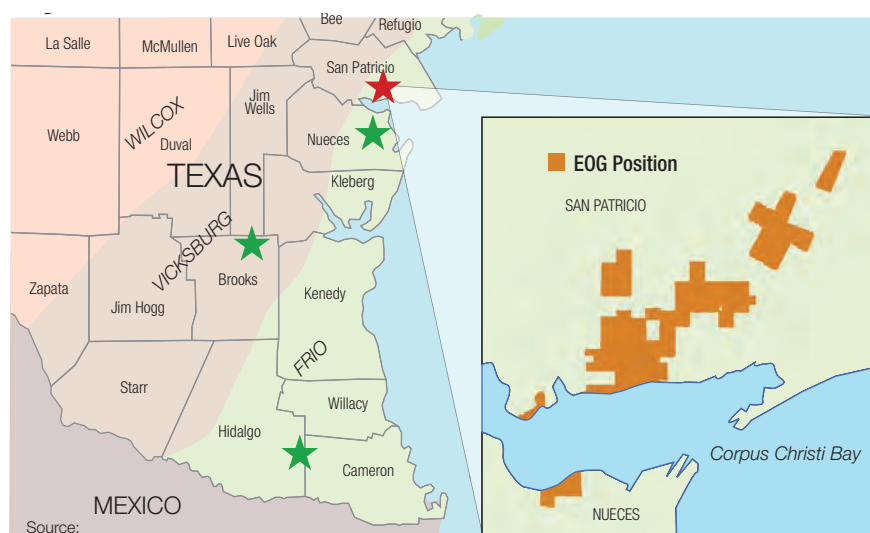 Bee
Refugio
La Salle
McMullen
Live Oak
San Patricio
Jim
Wells
WILCOX
Webb
Duval
Nueces
TEXAS
Kleberg
VICKSBURG
Zapata
Brooks
Jim Hogg
Kenedy
FRIO
Starr
Willacy
Hidalgo
Cameron
MEXICO
Source:
EOG Position
SAN PATRICIO
Corpus Christi Bay
NUECES